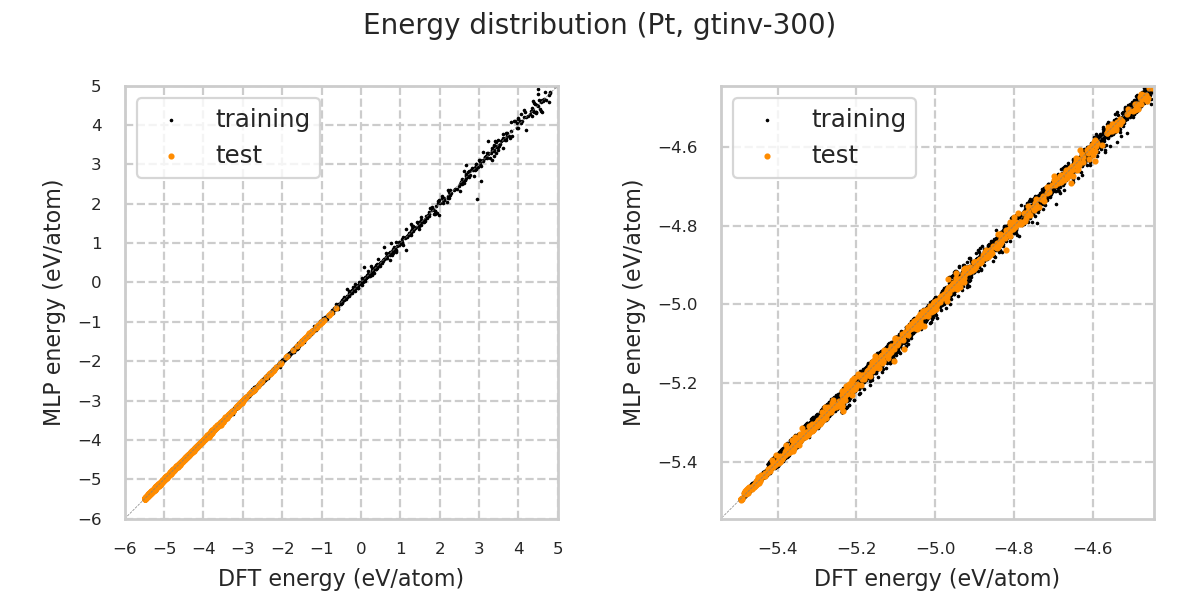 Energy distribution (Pt, gtinv-300)
training
test
5
4
3
2
1
0
−1
−2
−3
−4
−5
−6
−6 −5 −4 −3 −2 −1 0 1 2 3 4 5
MLP energy (eV/atom)
DFT energy (eV/atom)
training
test
−4.6
−4.8
−5.0
−5.2
−5.4
−5.4 −5.2 −5.0 −4.8 −4.6
MLP energy (eV/atom)
DFT energy (eV/atom)